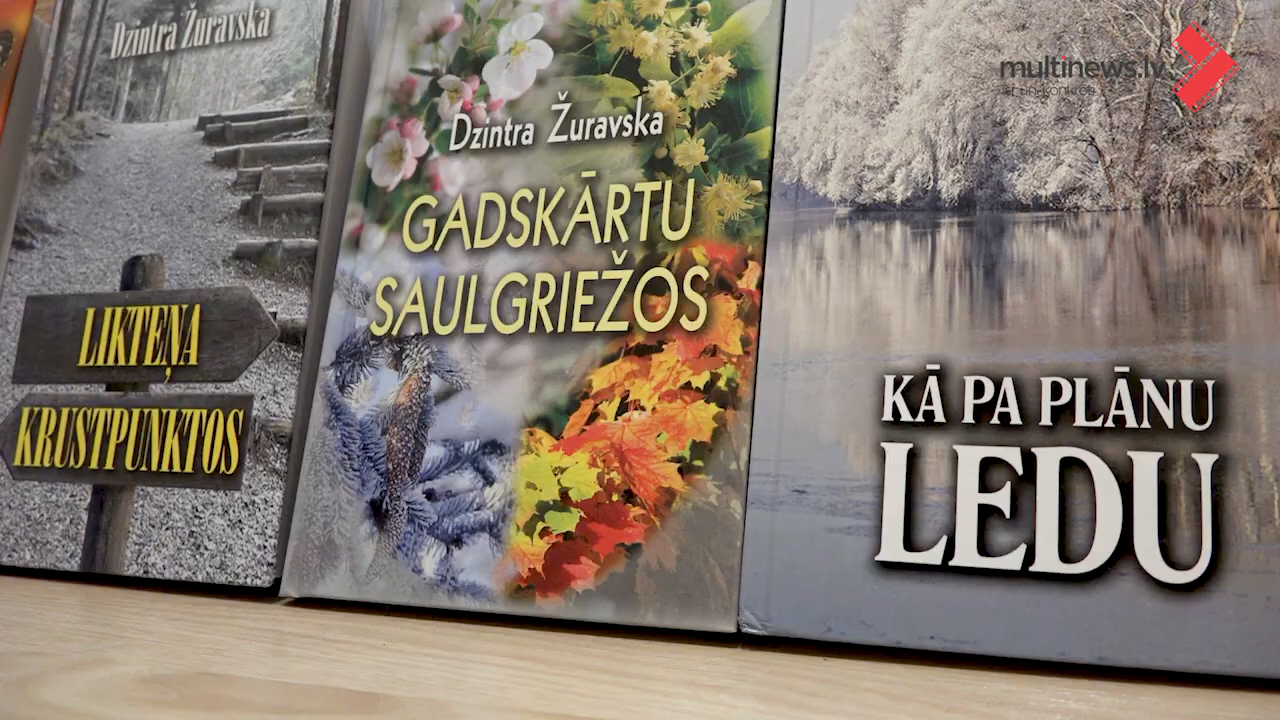 Dzintra Žuravska
LIKTEŅA
KRUSTPUNKTOS
Dzintra Žuravska
GADSKĀRTU
SAULGRIEŽOS
KĀ PA PLĀNU
LEDU
multinews.lv